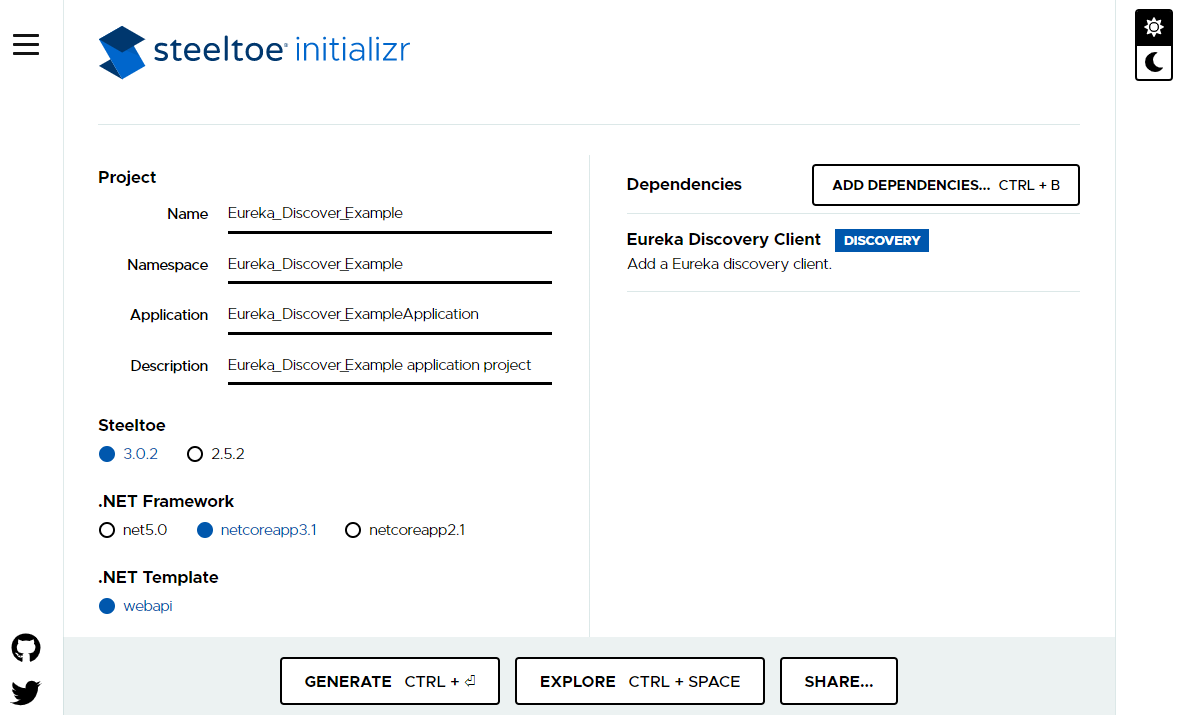 steeltoe initializr
Project
Name Eureka_Discover_Example
Namespace Eureka_Discover_Example
Application Eureka_Discover_ExampleApplication
Description Eureka_Discover_Example application project
Steeltoe
3.0.2 2.5.2
.NET Framework
net5.0 netcoreapp3.1 netcoreapp2.1
.NET Template
webapi
Dependencies ADD DEPENDENCIES... CTRL + B
Eureka Discovery Client DISCOVERY
Add a Eureka discovery client.
GENERATE CTRL + ⏎ EXPLORE CTRL + SPACE SHARE...